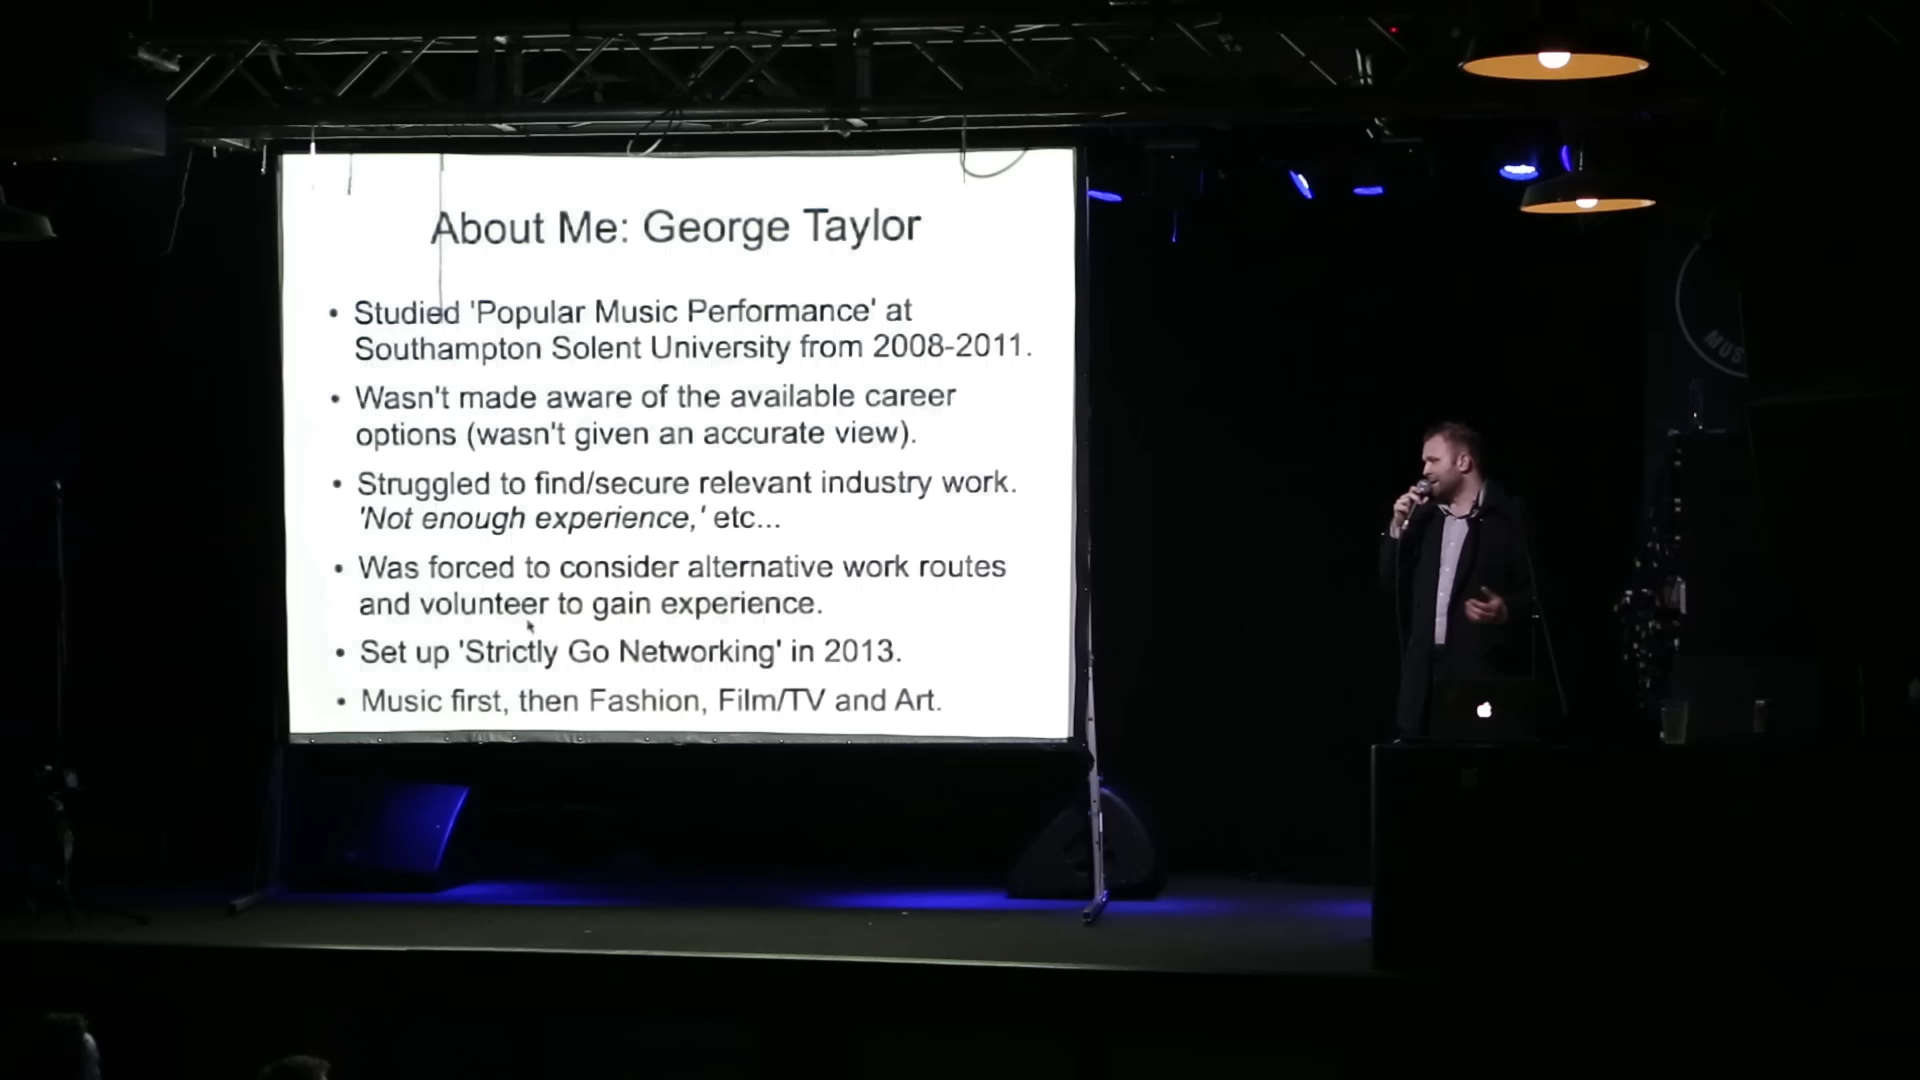 About Me: George Taylor
• Studied 'Popular Music Performance' at
Southampton Solent University from 2008-2011.
• Wasn't made aware of the available career
options (wasn't given an accurate view).
• Struggled to find/secure relevant industry work.
'Not enough experience,' etc...
• Was forced to consider alternative work routes
and volunteer to gain experience.
• Set up 'Strictly Go Networking' in 2013.
• Music first, then Fashion, Film/TV and Art.